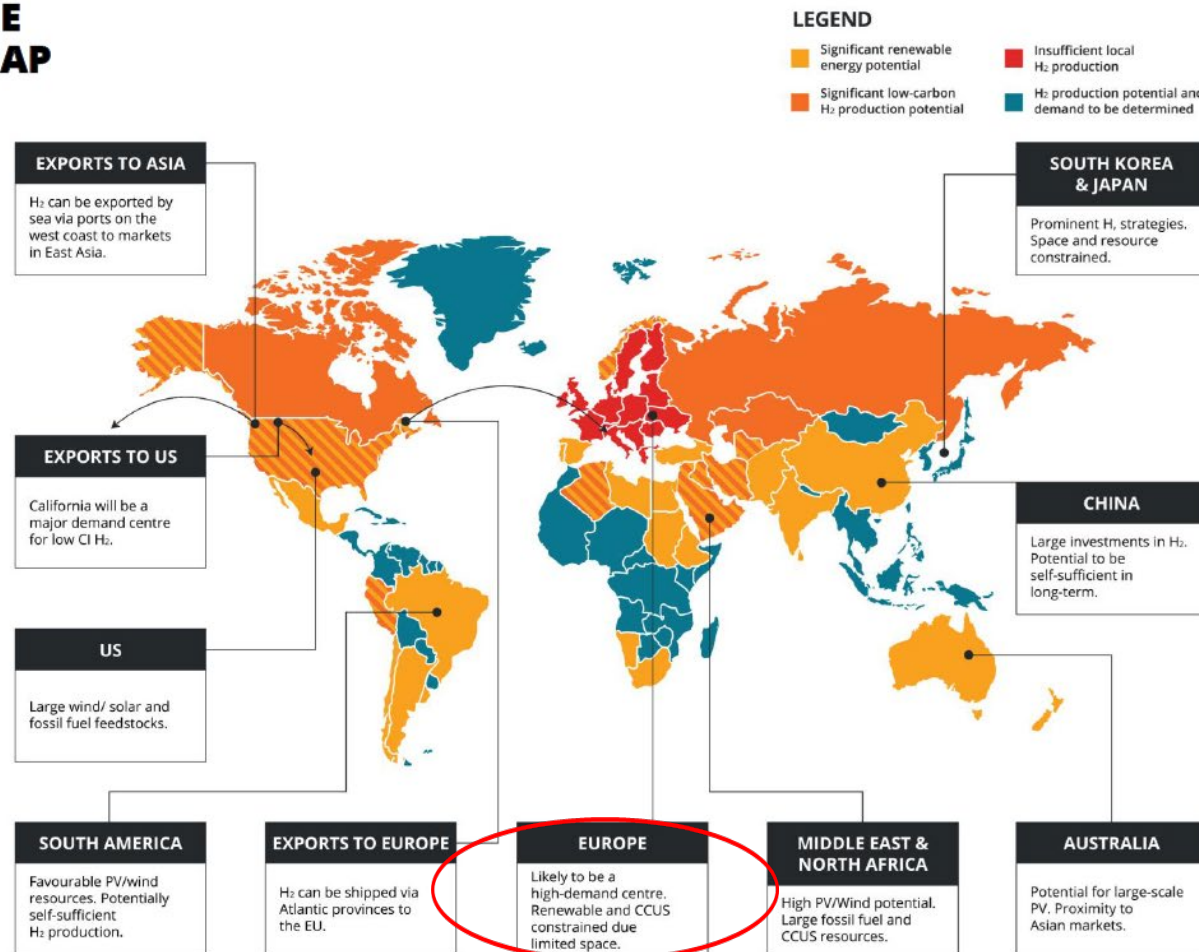 E
AP
LEGEND
Significant renewable
energy potential
Insufficient local
H₂ production
Significant low-carbon
H₂ production potential
H₂ production potential and
demand to be determined
EXPORTS TO ASIA
H₂ can be exported by
sea via ports on the
west coast to markets
in East Asia.
SOUTH KOREA
& JAPAN
Prominent H, strategies.
Space and resource
constrained.
EXPORTS TO US
California will be a
major demand centre
for low CI H₂.
CHINA
Large investments in H₂.
Potential to be
self-sufficient in
long-term.
US
Large wind/ solar and
fossil fuel feedstocks.
SOUTH AMERICA
Favourable PV/wind
resources. Potentially
self-sufficient
H₂ production.
EXPORTS TO EUROPE
H₂ can be shipped via
Atlantic provinces to
the EU.
EUROPE
Likely to be a
high-demand centre.
Renewable and CCUS
constrained due
limited space.
MIDDLE EAST &
NORTH AFRICA
High PV/Wind potential.
Large fossil fuel and
CCUS resources.
AUSTRALIA
Potential for large-scale
PV. Proximity to
Asian markets.